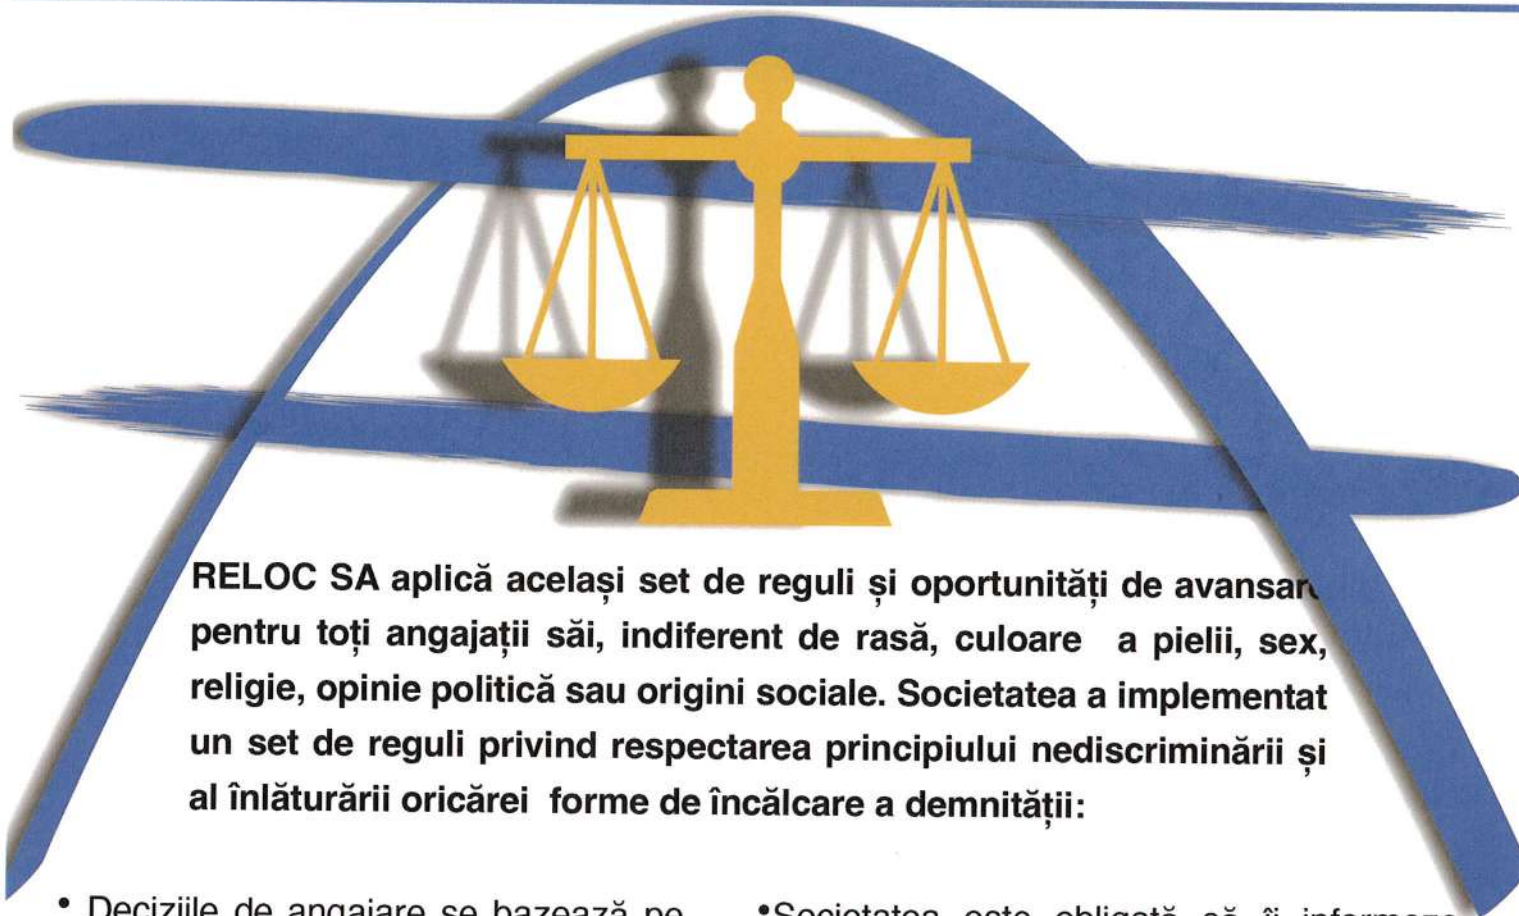 RELOC SA aplică același set de reguli și oportunități de avansare
pentru toți angajații săi, indiferent de rasă, culoare a pielii, sex,
religie, opinie politică sau origini sociale. Societatea a implementat
un set de reguli privind respectarea principiului nediscriminării și
al înlăturării oricărei forme de încălcare a demnității:
• Deciziile de angajare se bazează pe
•Societatea este obligată să îi informeze